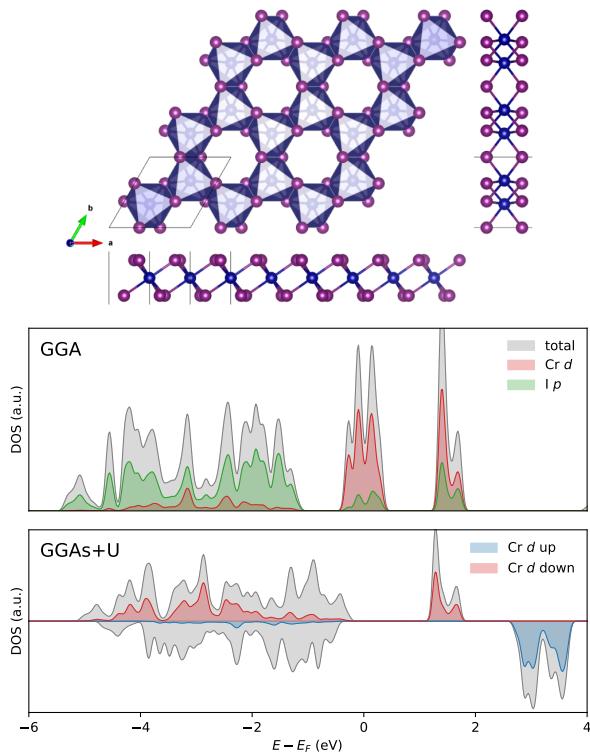 b
a
GGA
total
Cr d
I p
DOS (a.u.)
GGAs+U
Cr d up
Cr d down
DOS (a.u.)
−6 −4 −2 0 2 4
E − E_F (eV)